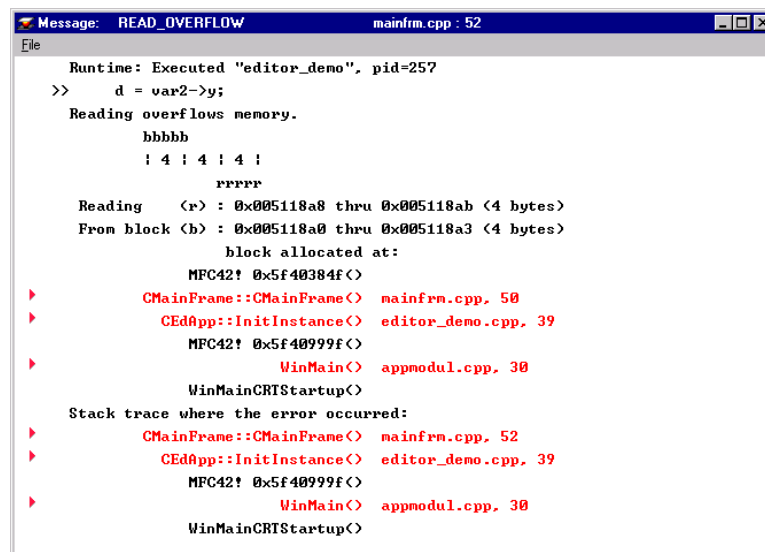 Message: READ_OVERFLOW mainfrm.cpp : 52
File
Runtime: Executed "editor_demo", pid=257
>> d = var2->y;
Reading overflows memory.
bbbbb
¦ 4 ¦ 4 ¦ 4 ¦
rrrrr
Reading (r) : 0x005118a8 thru 0x005118ab (4 bytes)
From block (b) : 0x005118a0 thru 0x005118a3 (4 bytes)
block allocated at:
MFC42! 0x5f40384f()
CMainFrame::CMainFrame() mainfrm.cpp, 50
CEdApp::InitInstance() editor_demo.cpp, 39
MFC42! 0x5f40999f()
WinMain() appmodul.cpp, 30
WinMainCRTStartup()
Stack trace where the error occurred:
CMainFrame::CMainFrame() mainfrm.cpp, 52
CEdApp::InitInstance() editor_demo.cpp, 39
MFC42! 0x5f40999f()
WinMain() appmodul.cpp, 30
WinMainCRTStartup()